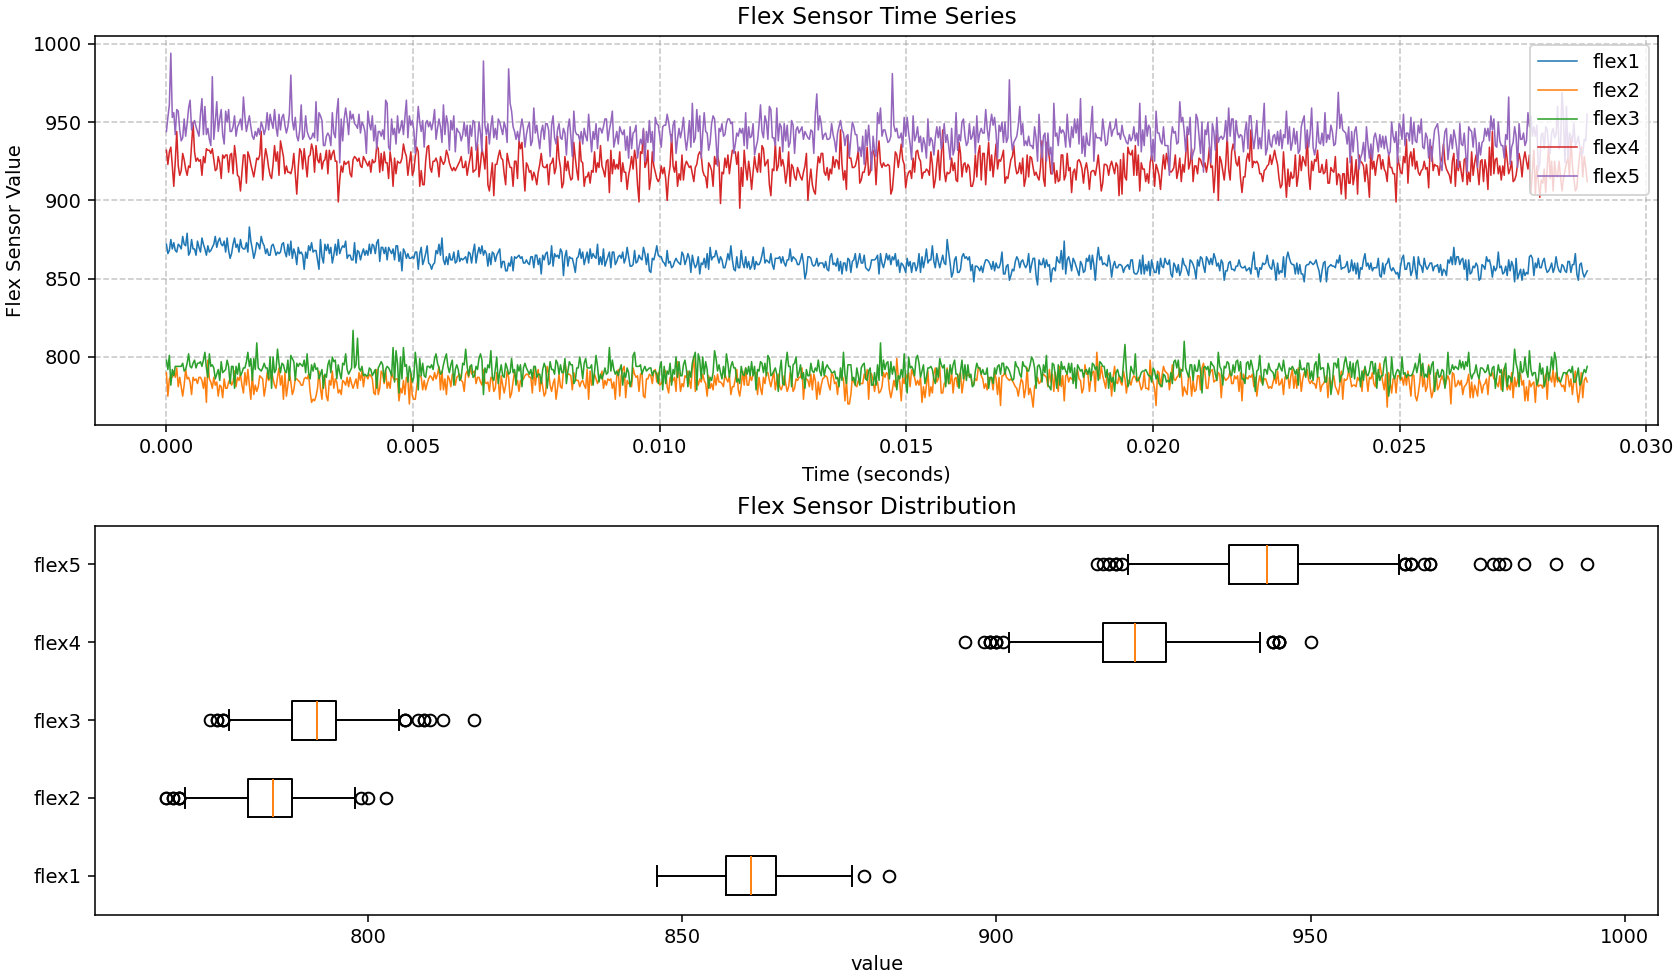 Flex Sensor Time Series
Flex Sensor Value
1000
950
900
850
800
flex1
flex2
flex3
flex4
flex5
0.000 0.005 0.010 0.015 0.020 0.025 0.030
Time (seconds)
Flex Sensor Distribution
flex5
flex4
flex3
flex2
flex1
800 850 900 950 1000
value